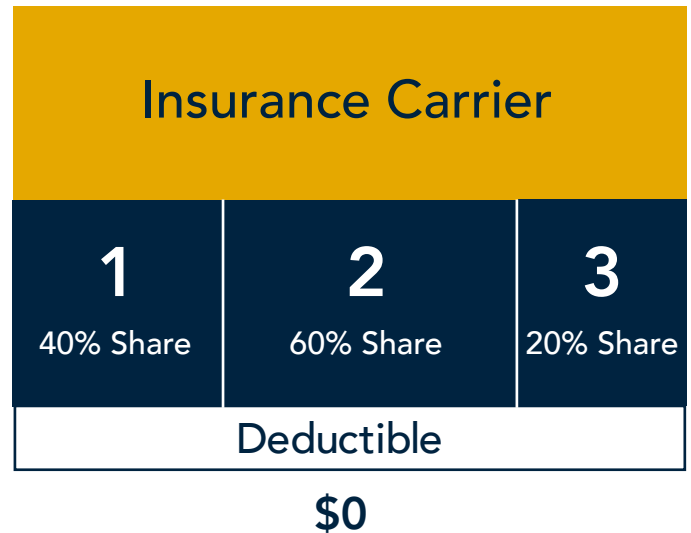 Insurance Carrier
1 2 3
40% Share 60% Share 20% Share
Deductible
$0